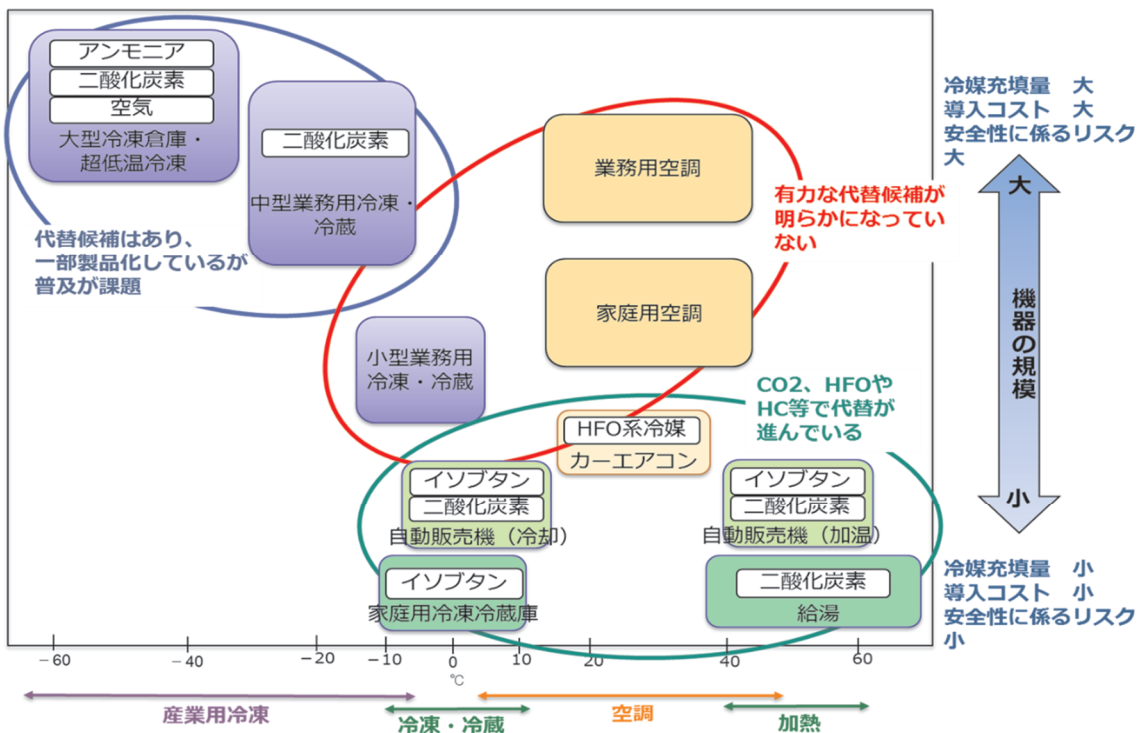 アンモニア
二酸化炭素
空気
大型冷凍倉庫・
超低温冷凍
二酸化炭素
中型業務用冷凍・
冷蔵
代替候補はあり、
一部製品化しているが
普及が課題
業務用空調
有力な代替候補が
明らかになってい
ない
家庭用空調
小型業務用
冷凍・冷蔵
CO2、HFOや
HC等で代替が
進んでいる
HFO系冷媒
カーエアコン
イソブタン
二酸化炭素
自動販売機（冷却）
イソブタン
二酸化炭素
自動販売機（加温）
イソブタン
家庭用冷凍冷蔵庫
二酸化炭素
給湯
冷媒充填量　大
導入コスト　大
安全性に係るリスク
大
大
機器の規模
小
冷媒充填量　小
導入コスト　小
安全性に係るリスク
小
－60
－40
－20
－10
0
10
20
40
60
℃
産業用冷凍
冷凍・冷蔵
空調
加熱